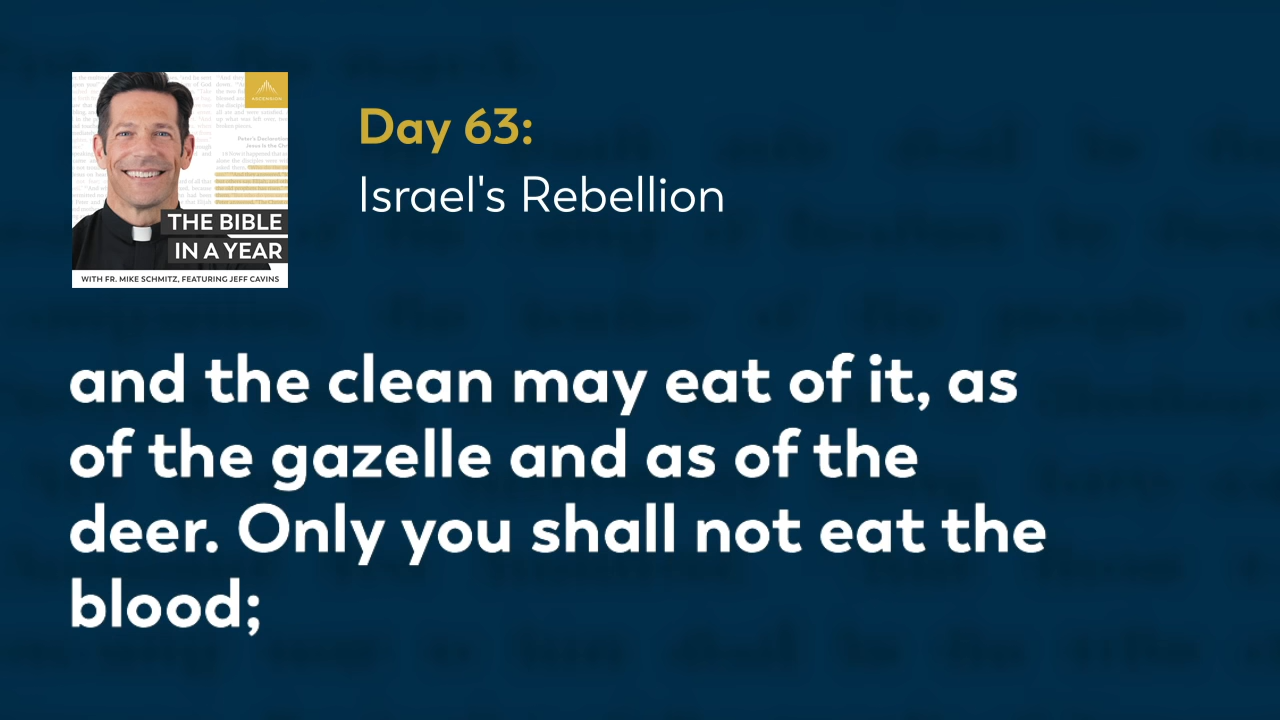 ASCENSION
Day 63:
Israel's Rebellion
THE BIBLE
IN A YEAR
WITH FR. MIKE SCHMITZ, FEATURING JEFF CAVINS
and the clean may eat of it, as
of the gazelle and as of the
deer. Only you shall not eat the
blood;